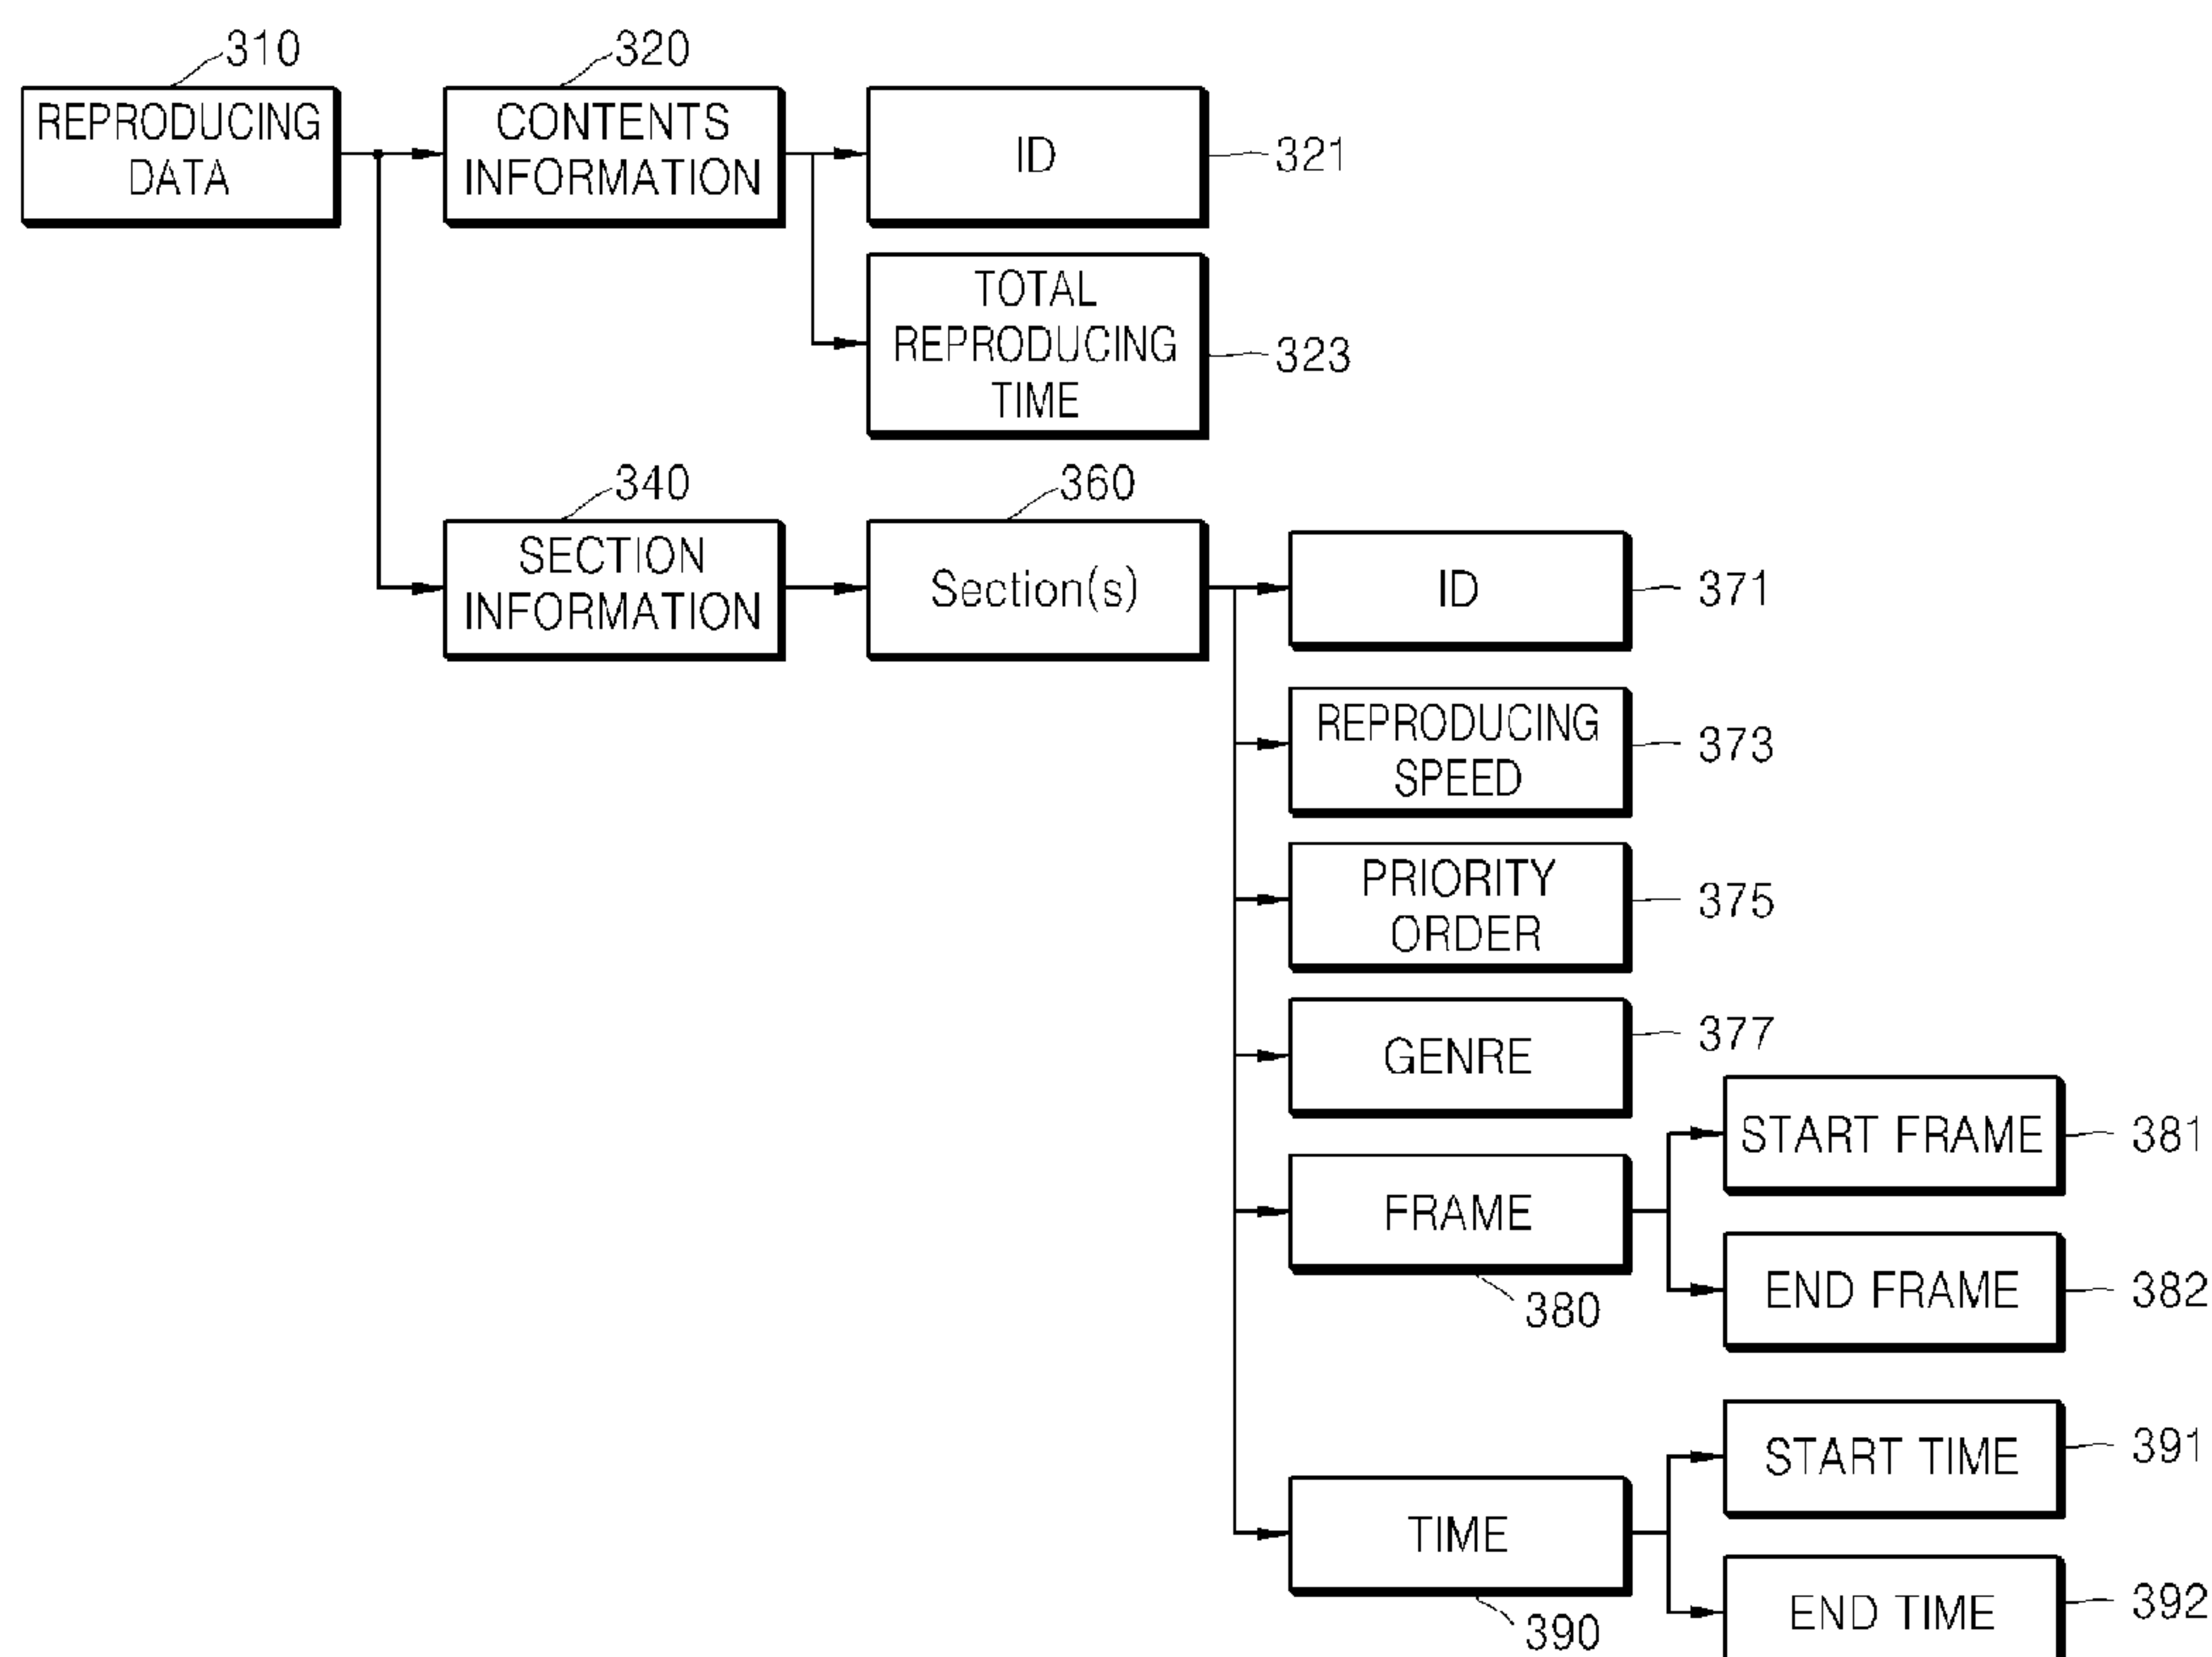 310
320
REPRODUCING
DATA
CONTENTS
INFORMATION
ID
321
TOTAL
REPRODUCING
TIME
323
340
360
SECTION
INFORMATION
Section(s)
ID
371
REPRODUCING
SPEED
373
PRIORITY
ORDER
375
GENRE
377
START FRAME
381
FRAME
380
END FRAME
382
START TIME
391
TIME
390
END TIME
392